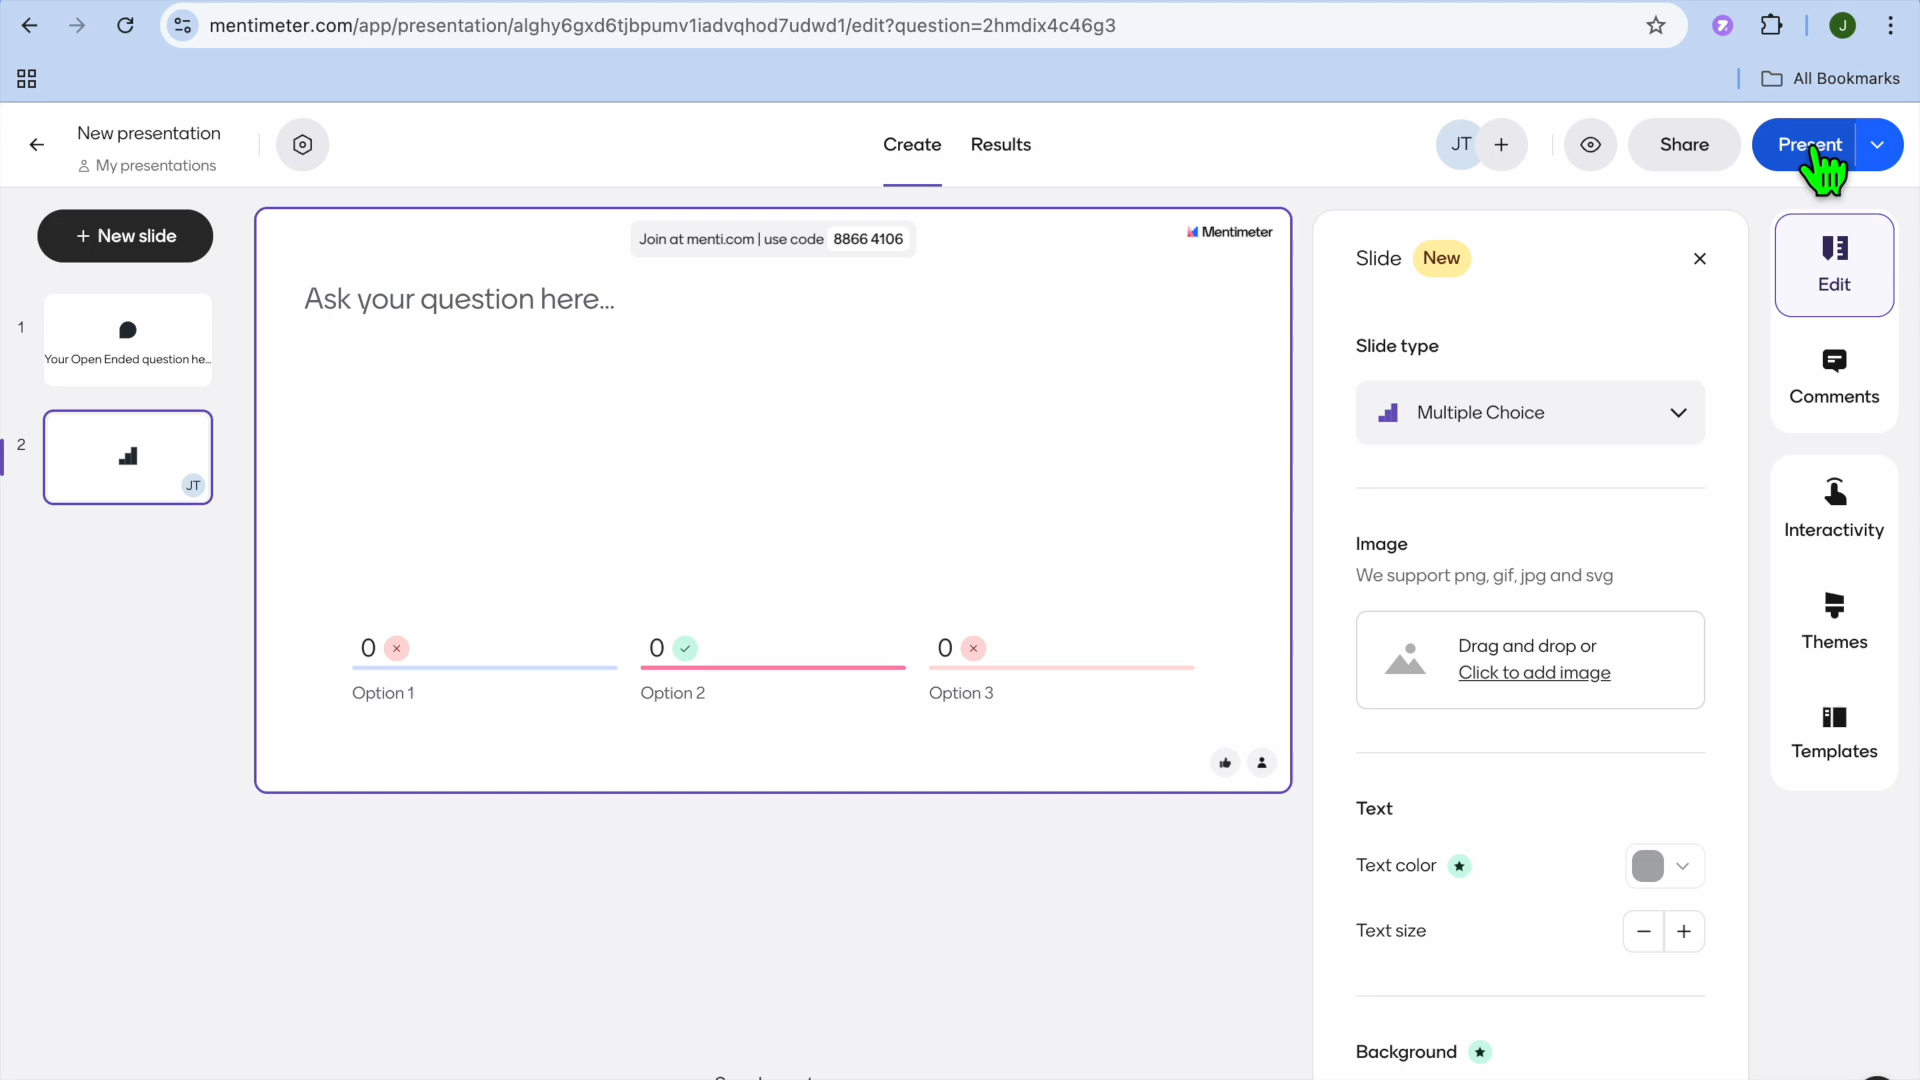 mentimeter.com/app/presentation/alghy6gxd6tjbpumv1iadvqhod7udwd1/edit?question=2hmdix4c46g3
J
All Bookmarks
New presentation
My presentations
Create
Results
JT
Share
Present
+ New slide
1
Your Open Ended question he...
2
JT
Join at menti.com | use code 8866 4106
Mentimeter
Ask your question here...
0
0
0
Option 1
Option 2
Option 3
Slide New
Slide type
Multiple Choice
Image
We support png, gif, jpg and svg
Drag and drop or
Click to add image
Text
Text color
Text size
Background
Edit
Comments
Interactivity
Themes
Templates